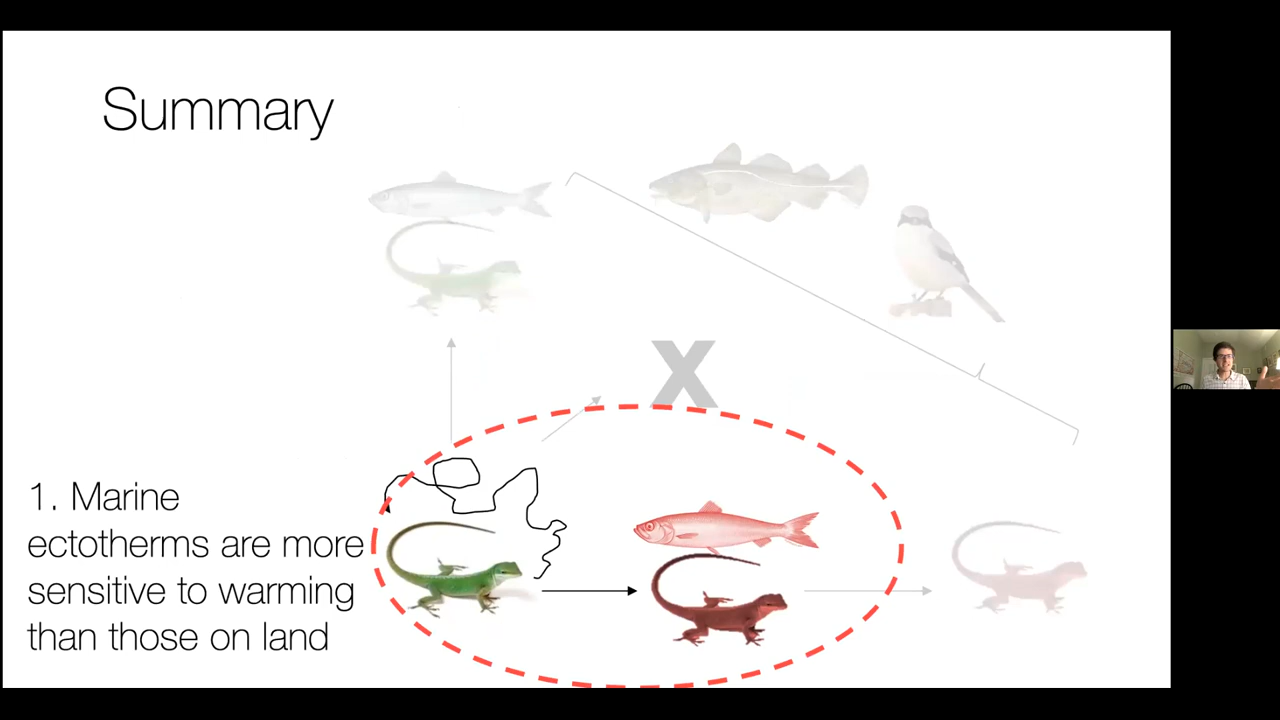 Summary
X
1. Marine
ectotherms are more
sensitive to warming
than those on land